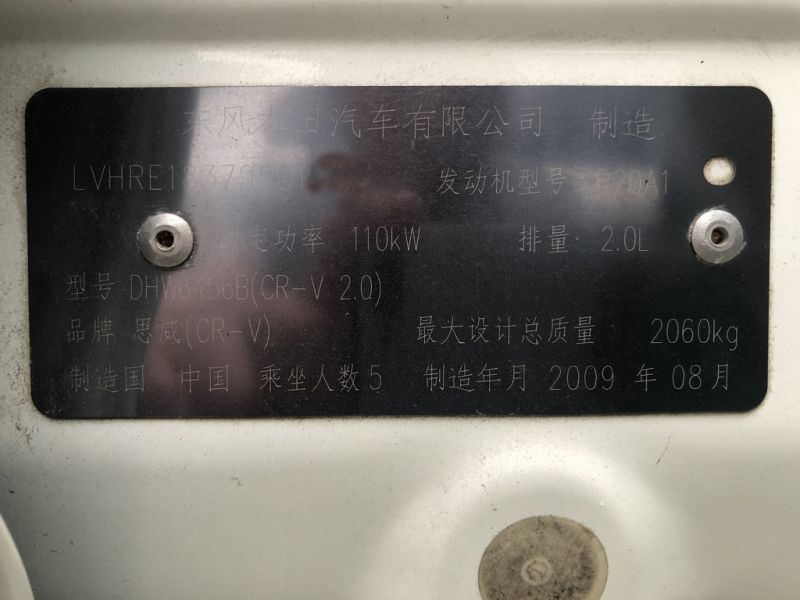 东风本田汽车有限公司 制造
发动机型号
定功率 110kW 排量 2.0L
型号 DHW6456B(CR-V 2.0)
品牌 思威(CR-V) 最大设计总质量 2060kg
制造国 中国 乘坐人数5 制造年月 2009 年 08月